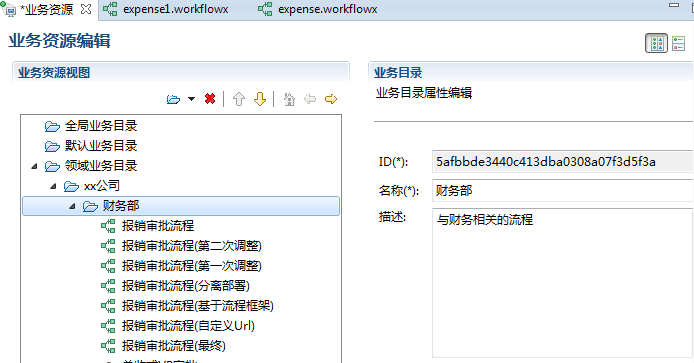 *业务资源
expense1.workflowx
expense.workflowx
业务资源编辑
业务资源视图
全局业务目录
默认业务目录
领域业务目录
xx公司
财务部
报销审批流程
报销审批流程(第二次调整)
报销审批流程(第一次调整)
报销审批流程(分离部署)
报销审批流程(基于流程框架)
报销审批流程(自定义Url)
报销审批流程(最终)
业务目录
业务目录属性编辑
ID(*): 5afbbde3440c413dba0308a07f3d5f3a
名称(*): 财务部
描述: 与财务相关的流程